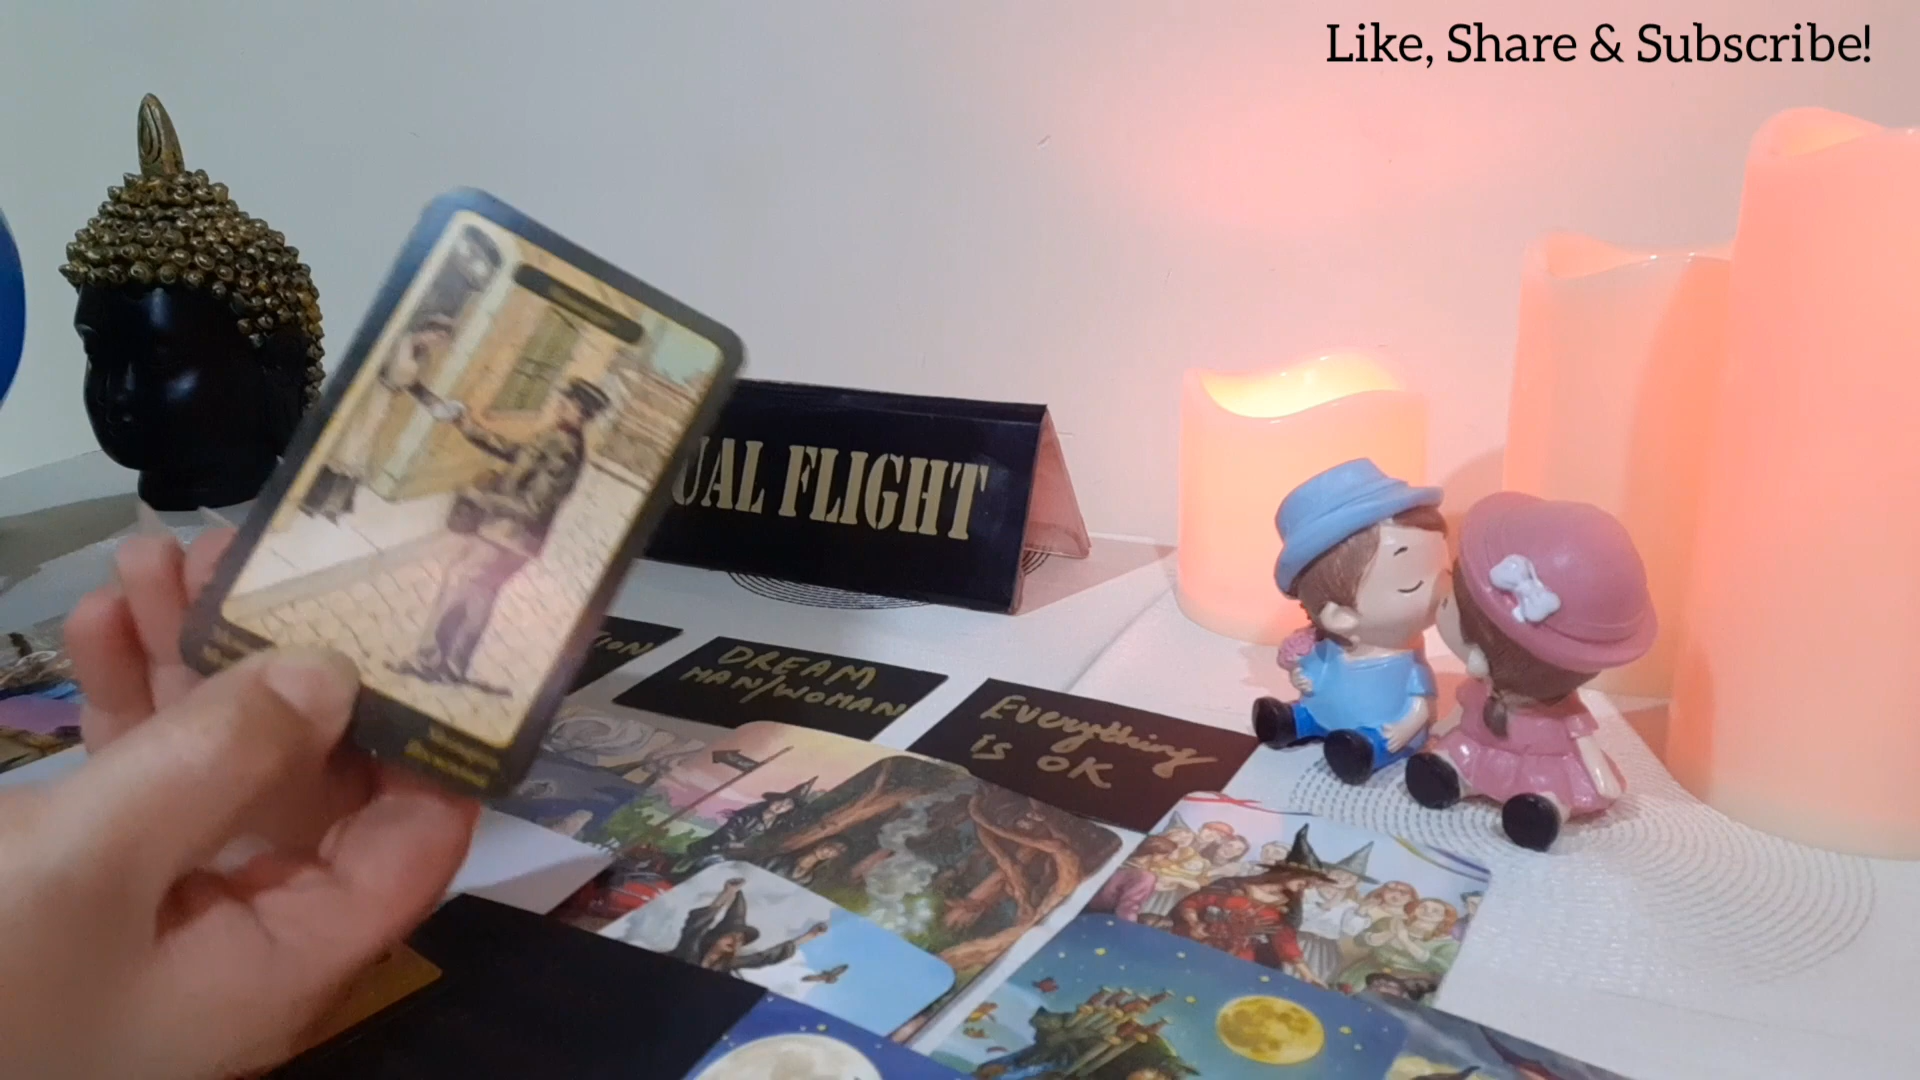 Like, Share & Subscribe!
UAL FLIGHT
DREAM
MAN/WOMAN
Everything
is OK